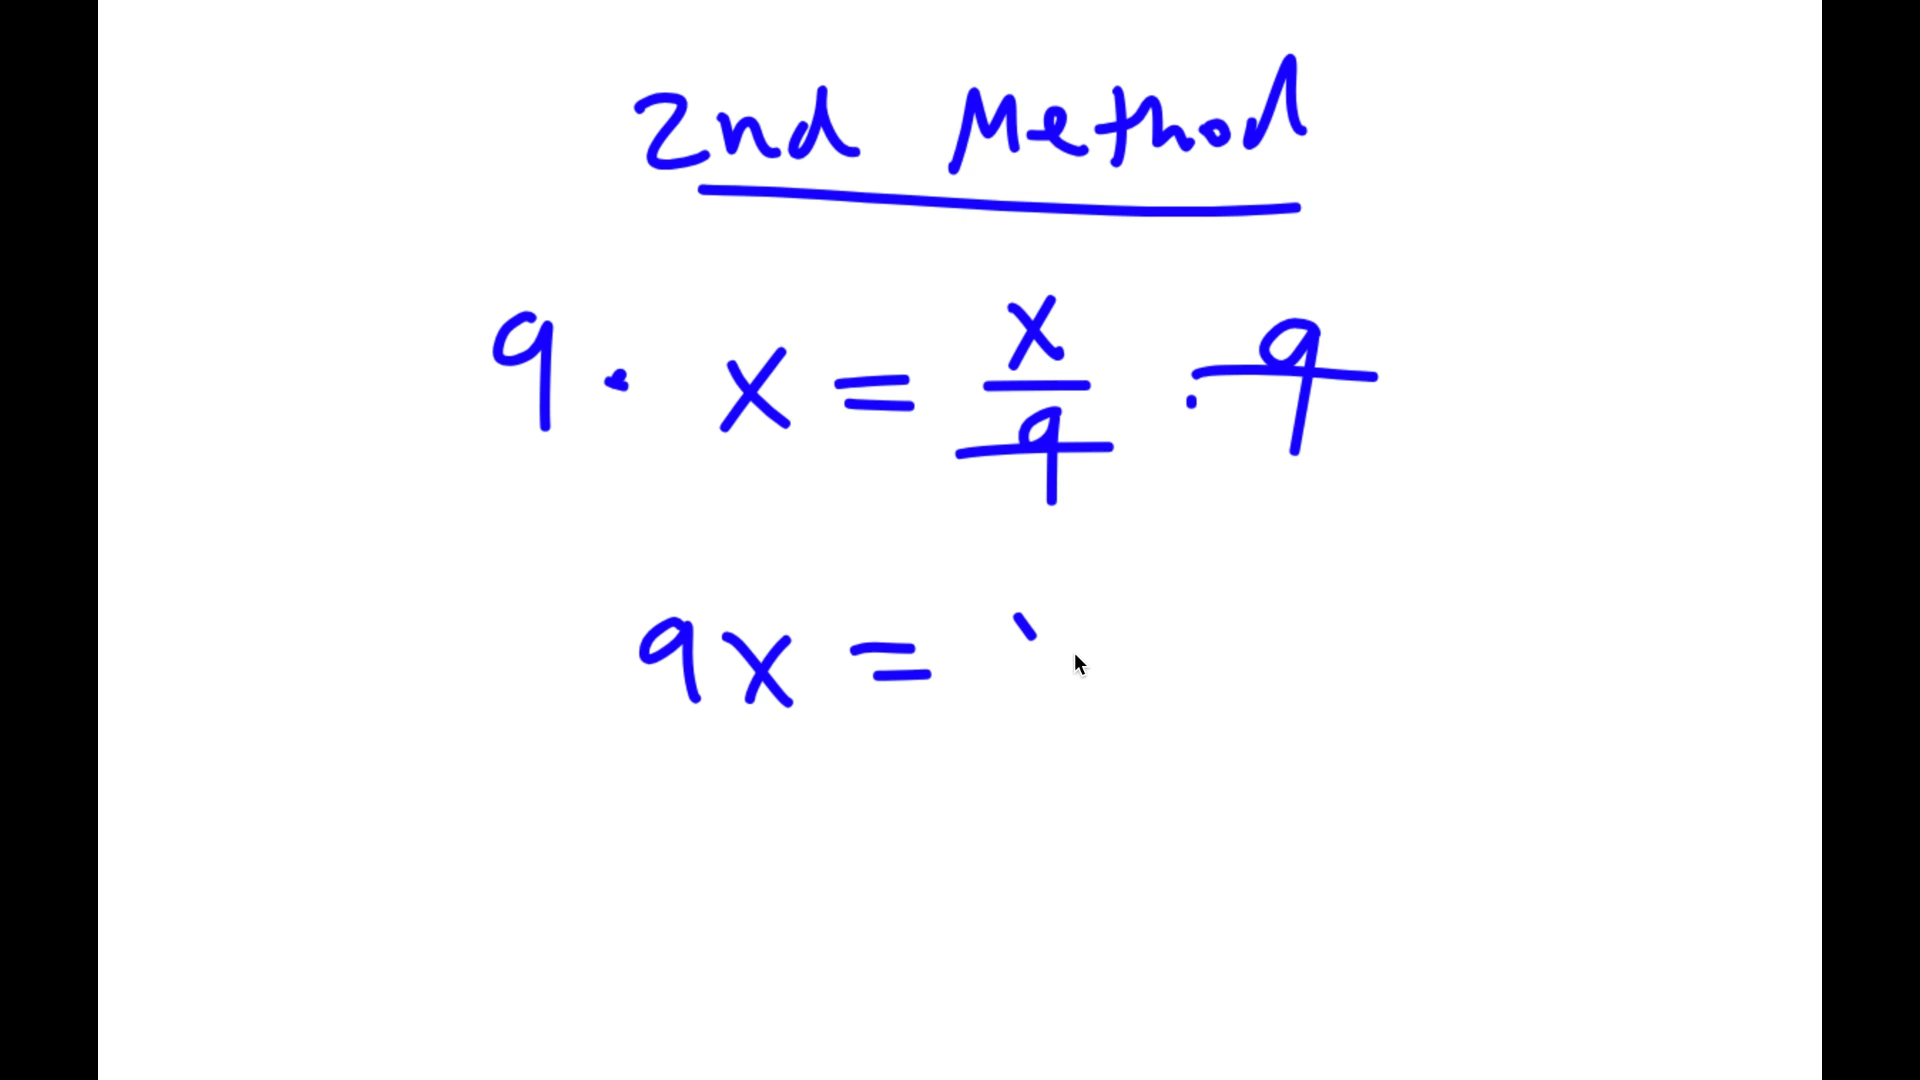 2nd Method
9 · x = x/9 · 9
9x =